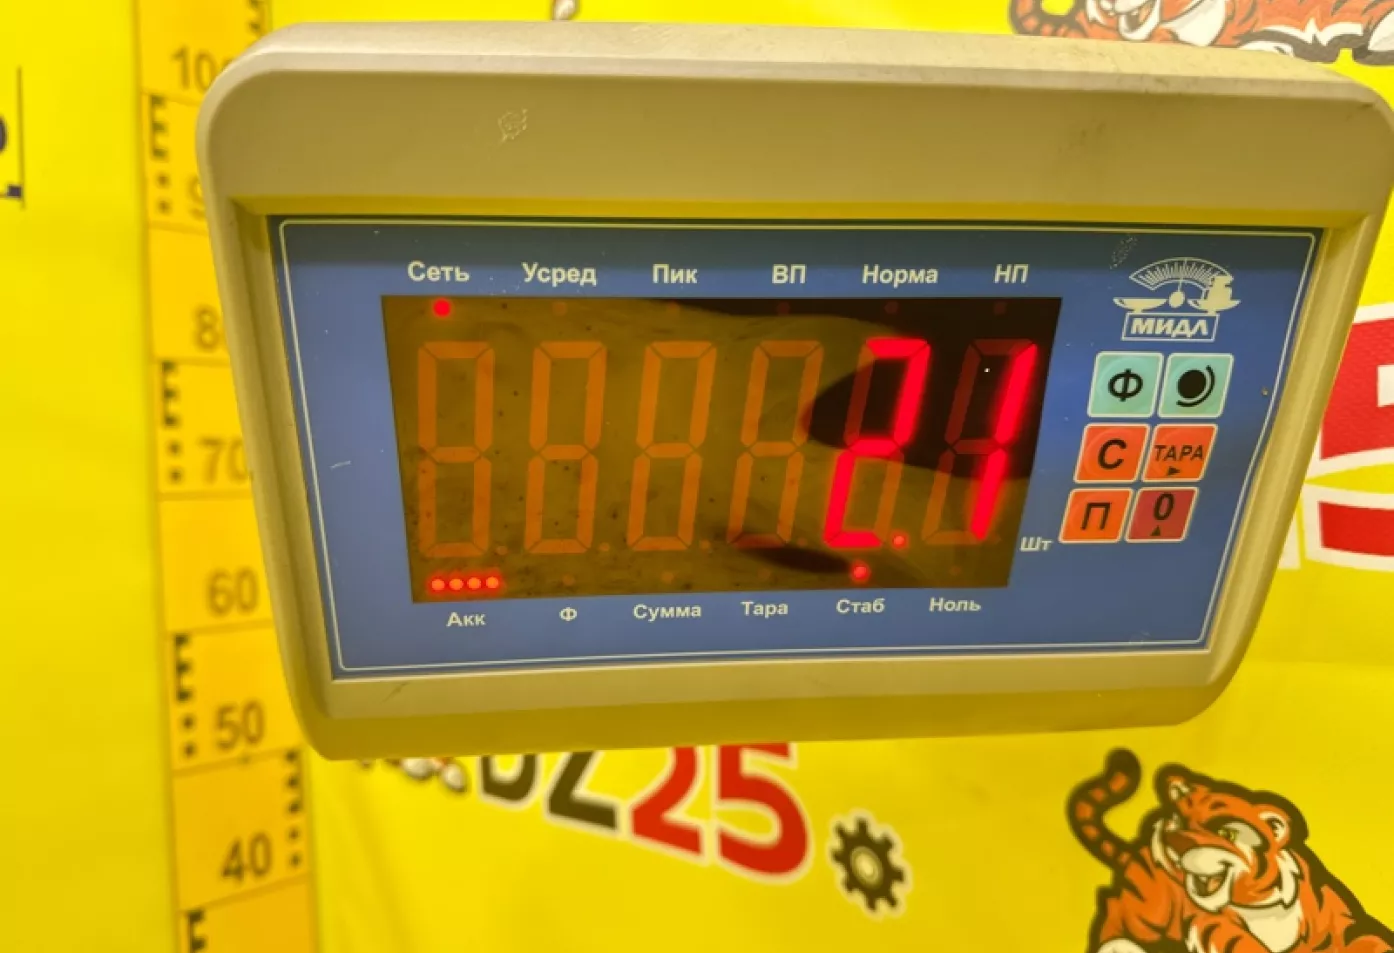 100
Сеть Усред Пик ВП Норма НП
МИДЛ
80
2.1
Ф
С ТАРА
70
П 0
Шт
60
Акк Ф Сумма Тара Стаб Ноль
50
25
40